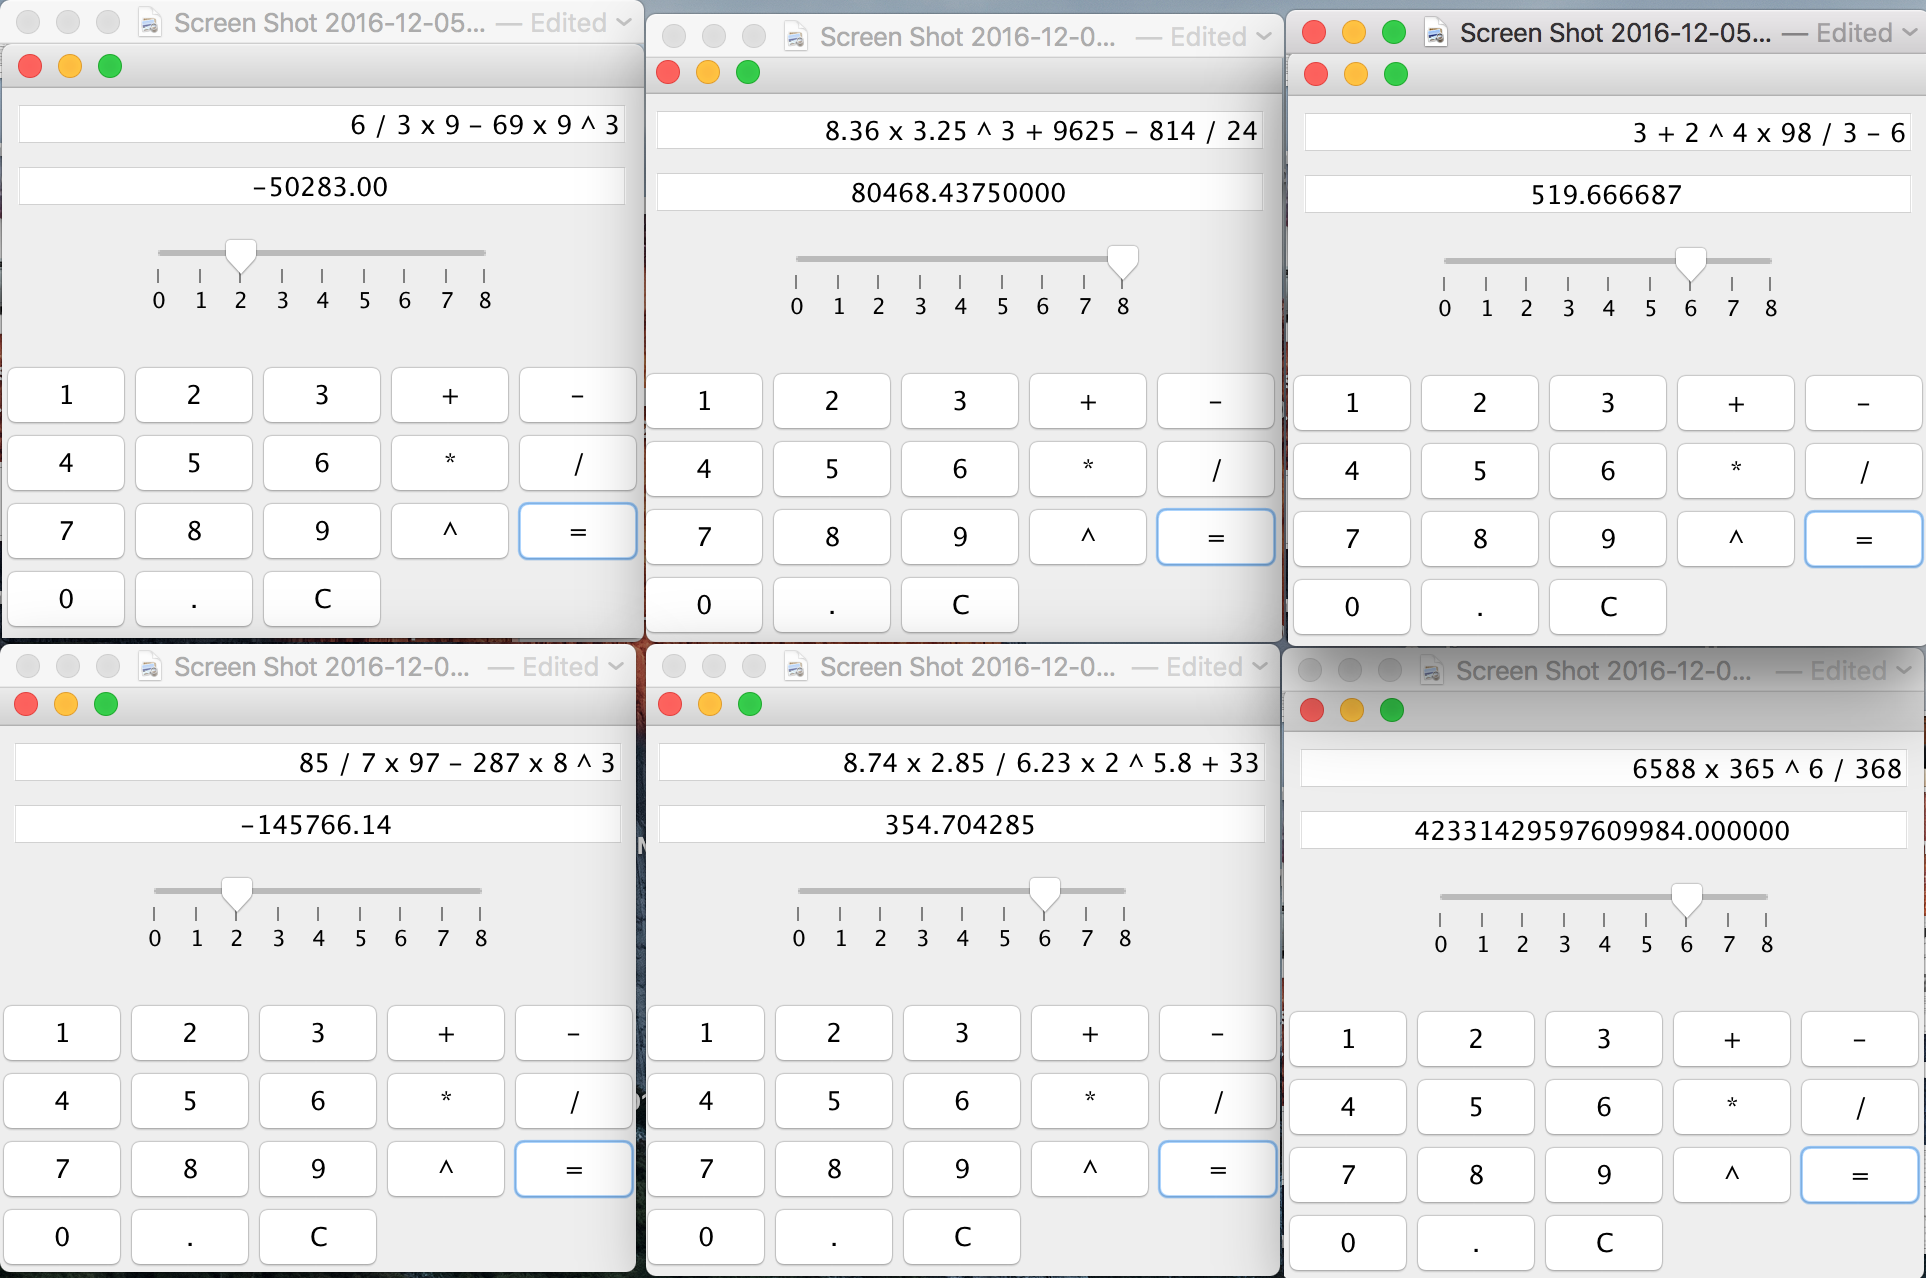 Screen Shot 2016-12-05... — Edited
6 / 3 x 9 – 69 x 9 ^ 3
–50283.00
0 1 2 3 4 5 6 7 8
1 2 3 + –
4 5 6 * /
7 8 9 ^ =
0 . C
Screen Shot 2016-12-0... — Edited
8.36 x 3.25 ^ 3 + 9625 – 814 / 24
80468.43750000
0 1 2 3 4 5 6 7 8
1 2 3 + –
4 5 6 * /
7 8 9 ^ =
0 . C
Screen Shot 2016-12-05... — Edited
3 + 2 ^ 4 x 98 / 3 – 6
519.666687
0 1 2 3 4 5 6 7 8
1 2 3 + –
4 5 6 * /
7 8 9 ^ =
0 . C
Screen Shot 2016-12-0... — Edited
85 / 7 x 97 – 287 x 8 ^ 3
–145766.14
0 1 2 3 4 5 6 7 8
1 2 3 + –
4 5 6 * /
7 8 9 ^ =
0 . C
Screen Shot 2016-12-0... — Edited
8.74 x 2.85 / 6.23 x 2 ^ 5.8 + 33
354.704285
0 1 2 3 4 5 6 7 8
1 2 3 + –
4 5 6 * /
7 8 9 ^ =
0 . C
Screen Shot 2016-12-0... — Edited
6588 x 365 ^ 6 / 368
42331429597609984.000000
0 1 2 3 4 5 6 7 8
1 2 3 + –
4 5 6 * /
7 8 9 ^ =
0 . C